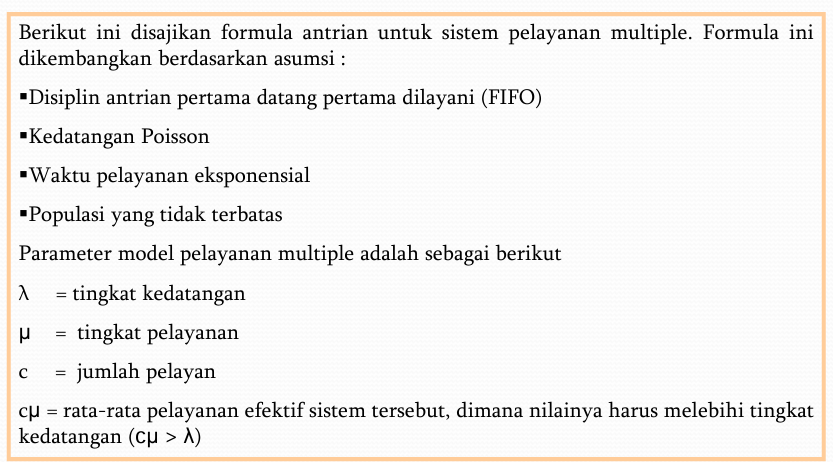 Berikut ini disajikan formula antrian untuk sistem pelayanan multiple. Formula ini
dikembangkan berdasarkan asumsi :
▪Disiplin antrian pertama datang pertama dilayani (FIFO)
▪Kedatangan Poisson
▪Waktu pelayanan eksponensial
▪Populasi yang tidak terbatas
Parameter model pelayanan multiple adalah sebagai berikut
λ = tingkat kedatangan
μ = tingkat pelayanan
c = jumlah pelayan
cμ = rata-rata pelayanan efektif sistem tersebut, dimana nilainya harus melebihi tingkat
kedatangan (cμ > λ)